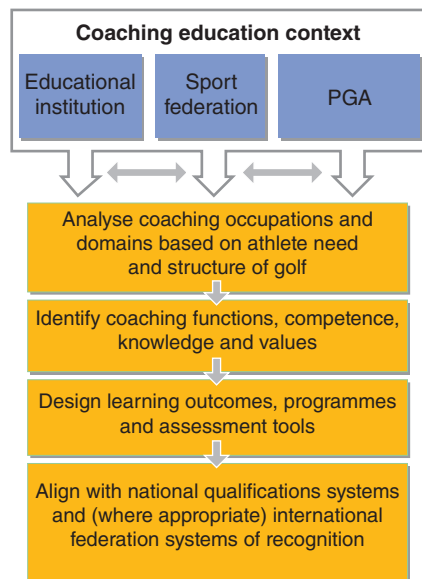 Coaching education context
Educational
institution
Sport
federation
PGA
Analyse coaching occupations and
domains based on athlete need
and structure of golf
Identify coaching functions, competence,
knowledge and values
Design learning outcomes, programmes
and assessment tools
Align with national qualifications systems
and (where appropriate) international
federation systems of recognition